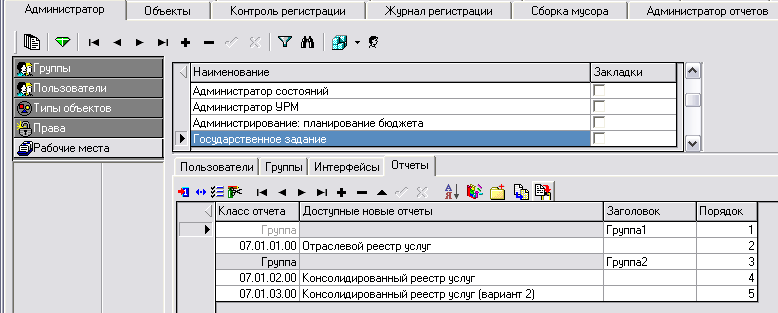 Администратор Объекты Контроль регистрации Журнал регистрации Сборка мусора Администратор отчетов
Группы
Пользователи
Типы объектов
Права
Рабочие места
Наименование Закладки
Администратор состояний
Администратор УРМ
Администрирование: планирование бюджета
Государственное задание
Пользователи Группы Интерфейсы Отчеты
Класс отчета Доступные новые отчеты Заголовок Порядок
Группа Группа1 1
07.01.01.00 Отраслевой реестр услуг 2
Группа Группа2 3
07.01.02.00 Консолидированный реестр услуг 4
07.01.03.00 Консолидированный реестр услуг (вариант 2) 5